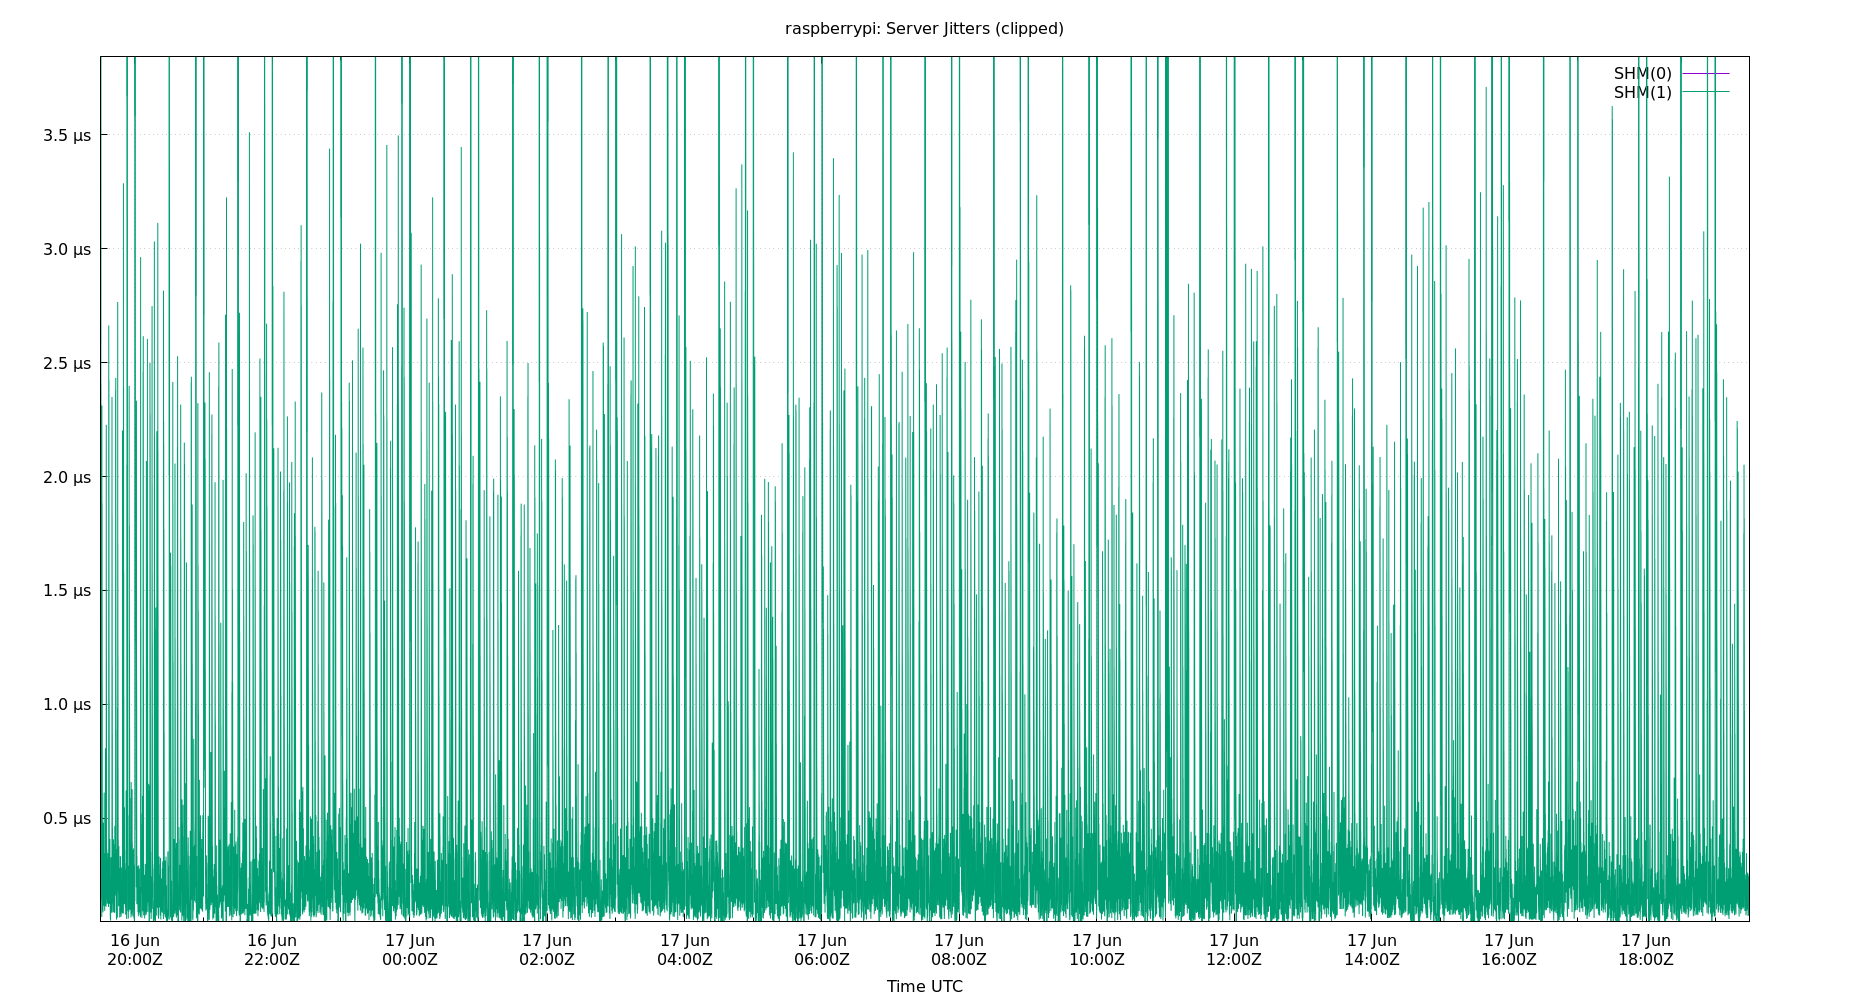 raspberrypi: Server Jitters (clipped)
SHM(0)
SHM(1)
3.5 μs
3.0 μs
2.5 μs
2.0 μs
1.5 μs
1.0 μs
0.5 μs
16 Jun 16 Jun 17 Jun 17 Jun 17 Jun 17 Jun 17 Jun 17 Jun 17 Jun 17 Jun 17 Jun 17 Jun
20:00Z 22:00Z 00:00Z 02:00Z 04:00Z 06:00Z 08:00Z 10:00Z 12:00Z 14:00Z 16:00Z 18:00Z
Time UTC